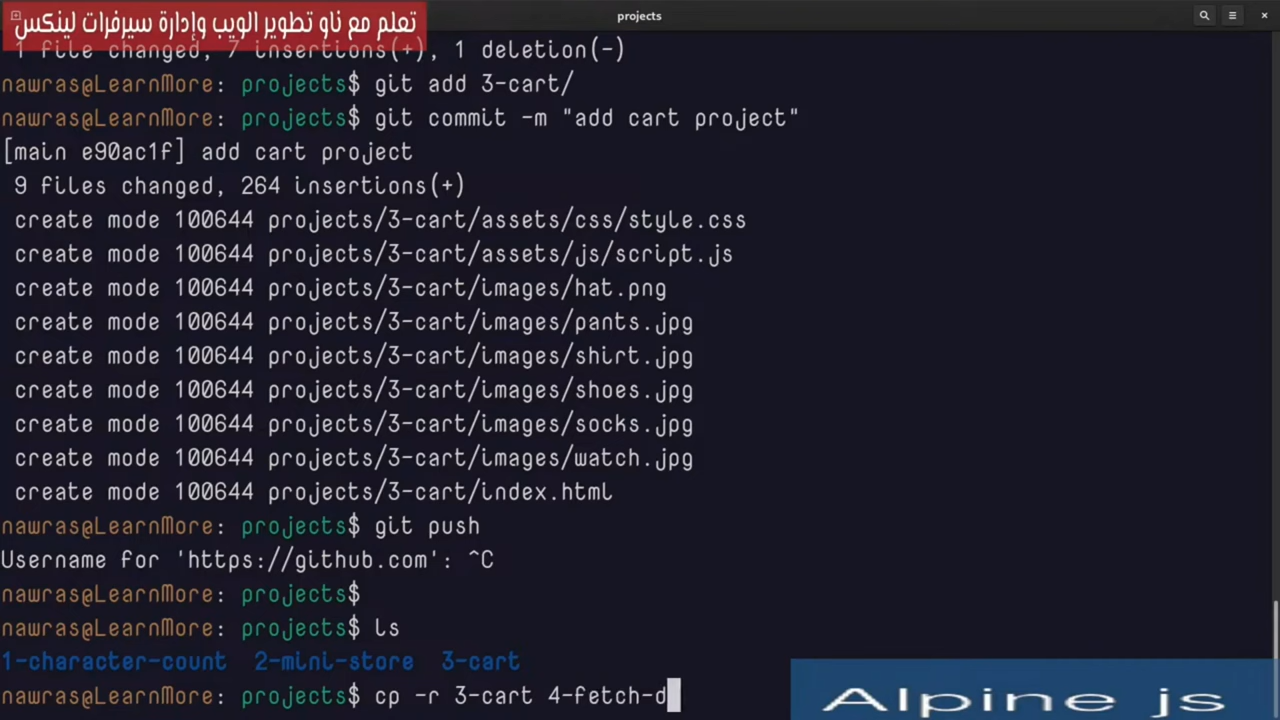 تعلم مع ناو تطوير الويب وإدارة سيرفرات لينكس
projects
1 file changed, 7 insertions(+), 1 deletion(-)
nawras@LearnMore: projects$ git add 3-cart/
nawras@LearnMore: projects$ git commit -m "add cart project"
[main e90ac1f] add cart project
9 files changed, 264 insertions(+)
create mode 100644 projects/3-cart/assets/css/style.css
create mode 100644 projects/3-cart/assets/js/script.js
create mode 100644 projects/3-cart/images/hat.png
create mode 100644 projects/3-cart/images/pants.jpg
create mode 100644 projects/3-cart/images/shirt.jpg
create mode 100644 projects/3-cart/images/shoes.jpg
create mode 100644 projects/3-cart/images/socks.jpg
create mode 100644 projects/3-cart/images/watch.jpg
create mode 100644 projects/3-cart/index.html
nawras@LearnMore: projects$ git push
Username for 'https://github.com': ^C
nawras@LearnMore: projects$
nawras@LearnMore: projects$ ls
1-character-count 2-mini-store 3-cart
nawras@LearnMore: projects$ cp -r 3-cart 4-fetch-d
Alpine js